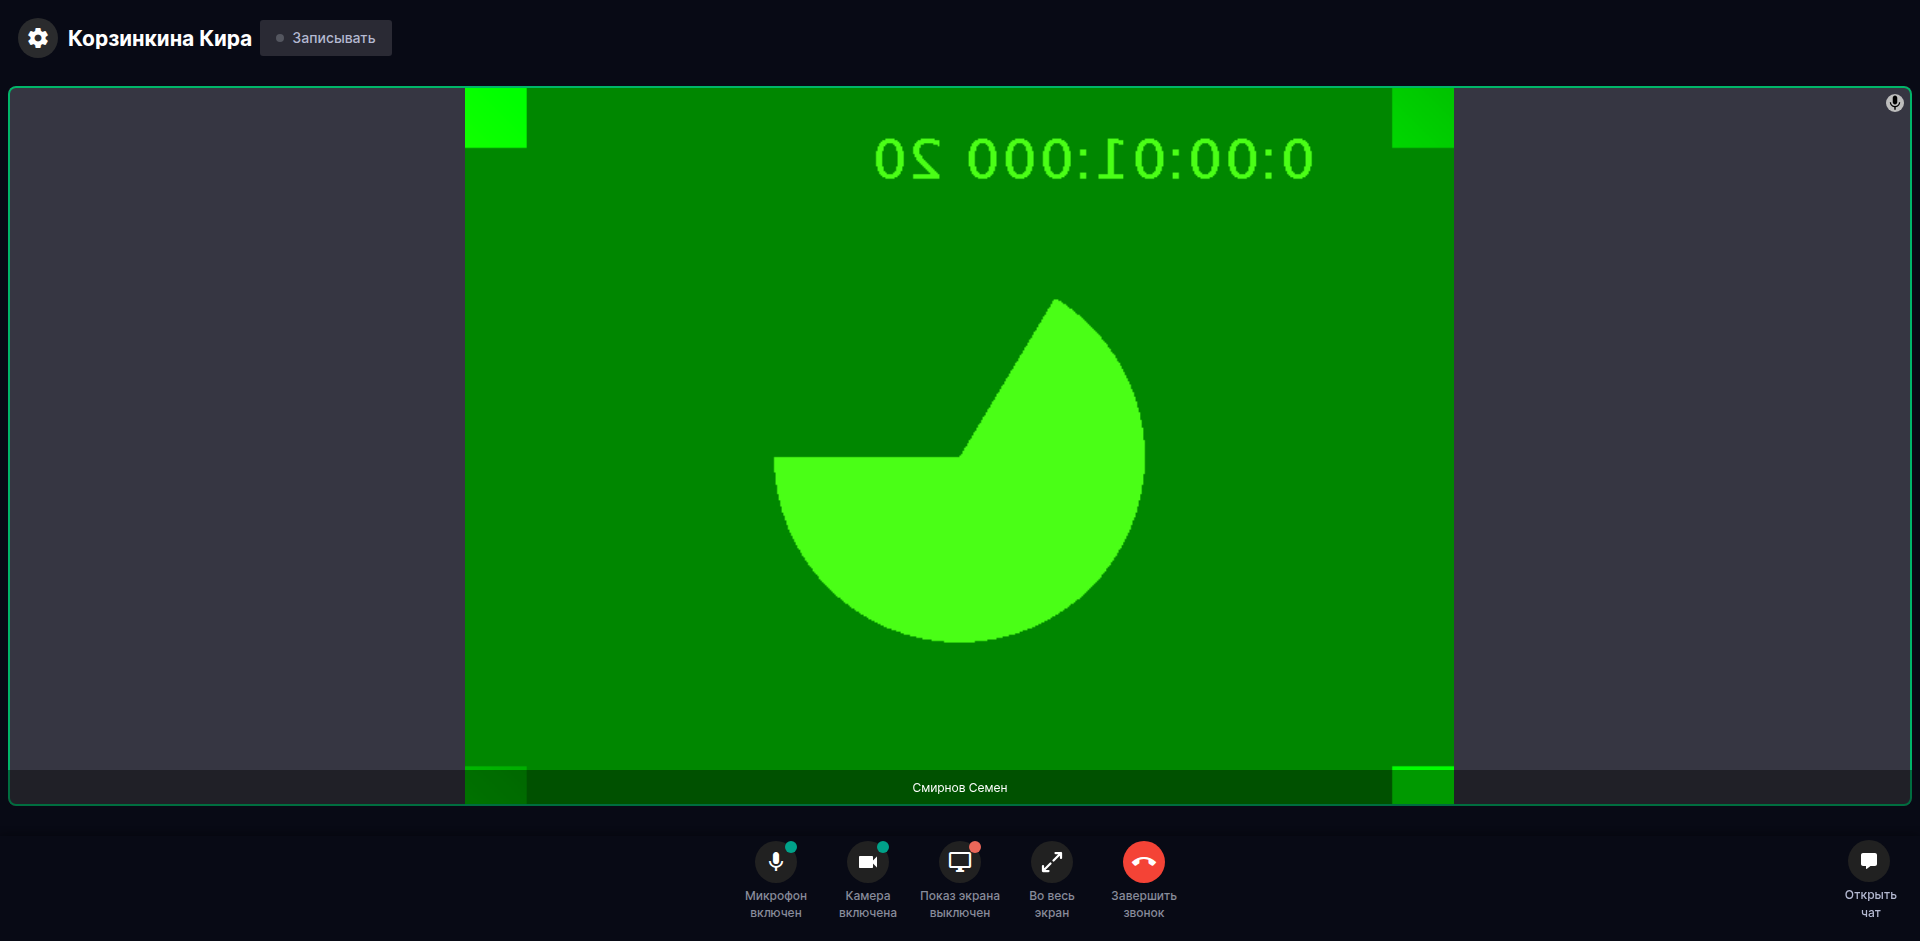 Корзинкина Кира
Записывать
0:00:01:000 20
Смирнов Семен
Микрофон
включен
Камера
включена
Показ экрана
выключен
Во весь
экран
Завершить
звонок
Открыть
чат